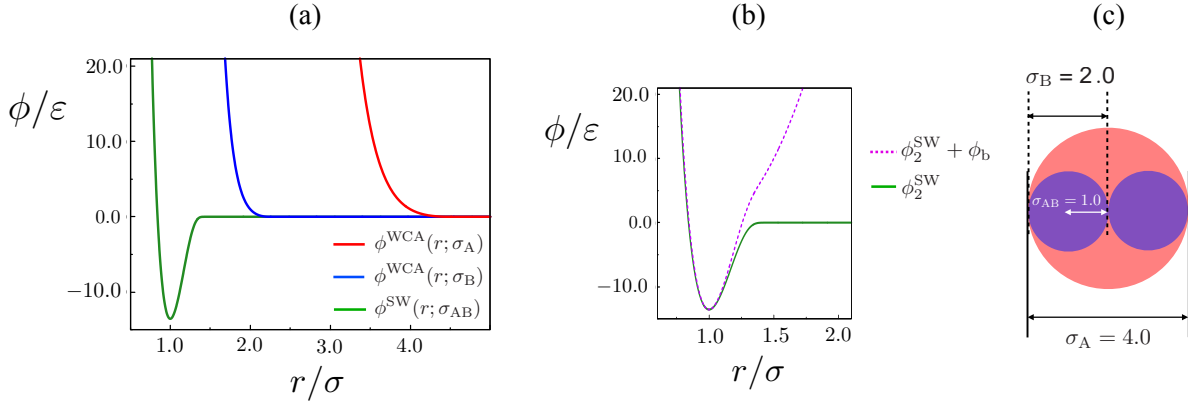 (a)
(b)
(c)
ϕ/ε
20.0
10.0
0.0
−10.0
1.0 2.0 3.0 4.0
r/σ
ϕ^WCA(r; σ_A)
ϕ^WCA(r; σ_B)
ϕ^SW(r; σ_AB)
ϕ/ε
20.0
10.0
0.0
−10.0
1.0 1.5 2.0
r/σ
ϕ_2^SW + ϕ_b
ϕ_2^SW
σ_B = 2.0
σ_AB = 1.0
σ_A = 4.0